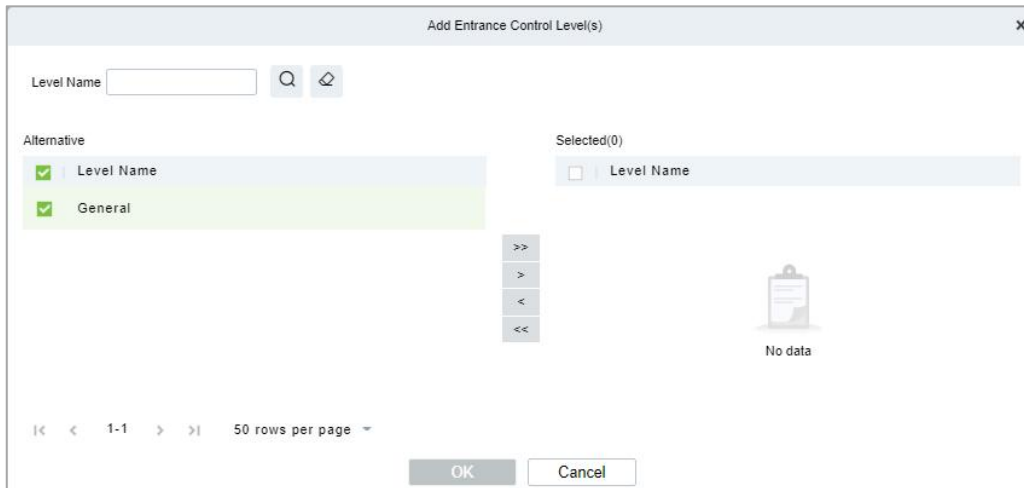 Add Entrance Control Level(s)
Level Name
Alternative
Level Name
General
>>
>
<
<<
Selected(0)
Level Name
No data
1-1 50 rows per page
OK Cancel